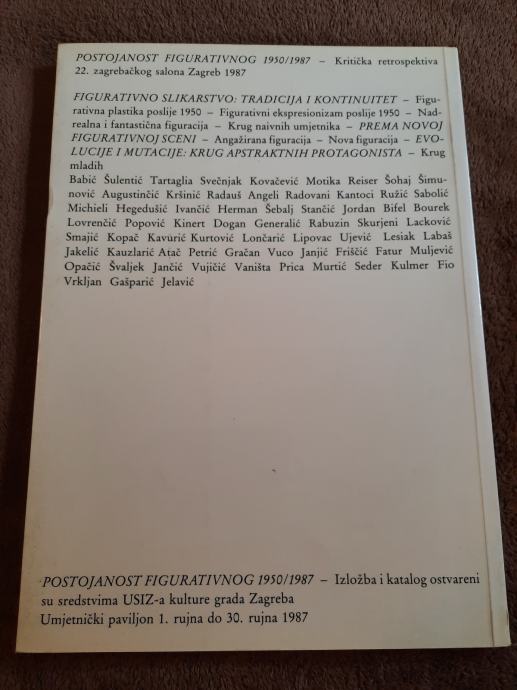 POSTOJANOST FIGURATIVNOG 1950/1987 – Kritička retrospektiva
22. zagrebačkog salona Zagreb 1987
FIGURATIVNO SLIKARSTVO: TRADICIJA I KONTINUITET – Figu-
rativna plastika poslije 1950 – Figurativni ekspresionizam poslije 1950 – Nad-
realna i fantastična figuracija – Krug naivnih umjetnika – PREMA NOVOJ
FIGURATIVNOJ SCENI – Angažirana figuracija – Nova figuracija – EVO-
LUCIJE I MUTACIJE: KRUG APSTRAKTNIH PROTAGONISTA – Krug
mladih
Babić Šulentić Tartaglia Svečnjak Kovačević Motika Reiser Šohaj Šimu-
nović Augustinčić Kršinić Radauš Angeli Radovani Kantoci Ružić Sabolić
Michieli Hegedušić Ivančić Herman Šebalj Stančić Jordan Bifel Bourek
Lovrenčić Popović Kinert Dogan Generalić Rabuzin Skurjeni Lacković
Smajić Kopač Kavurić Kurtović Lončarić Lipovac Ujević Lesiak Labaš
Jakelić Kauzlarić Atač Petrić Gračan Vuco Janjić Friščić Fatur Muljević
Opačić Švaljek Jančić Vujičić Vaništa Prica Murtić Seder Kulmer Fio
Vrkljan Gašparić Jelavić
POSTOJANOST FIGURATIVNOG 1950/1987 – Izložba i katalog ostvareni
su sredstvima USIZ-a kulture grada Zagreba
Umjetnički paviljon 1. rujna do 30. rujna 1987